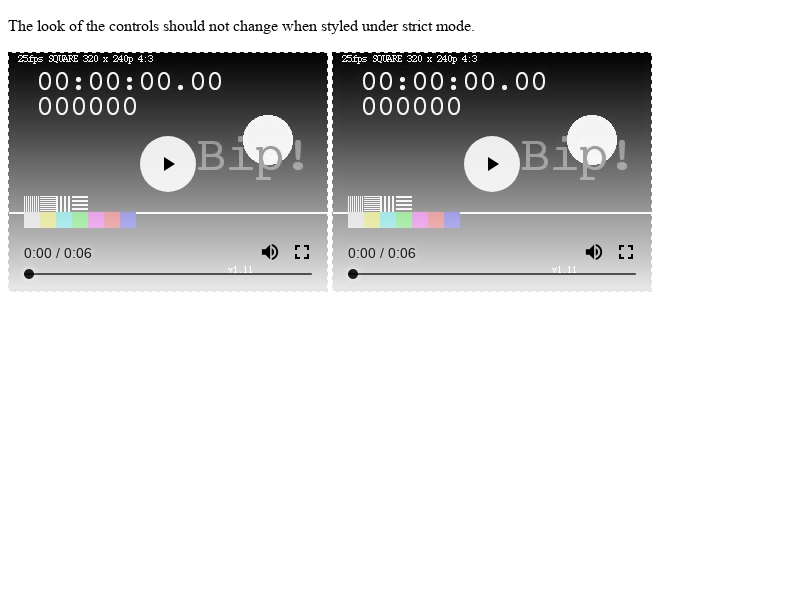 The look of the controls should not change when styled under strict mode.
25fps SQUARE 320 x 240p 4:3
00:00:00.00
000000
Bip!
0:00 / 0:06
v1.11
25fps SQUARE 320 x 240p 4:3
00:00:00.00
000000
Bip!
0:00 / 0:06
v1.11